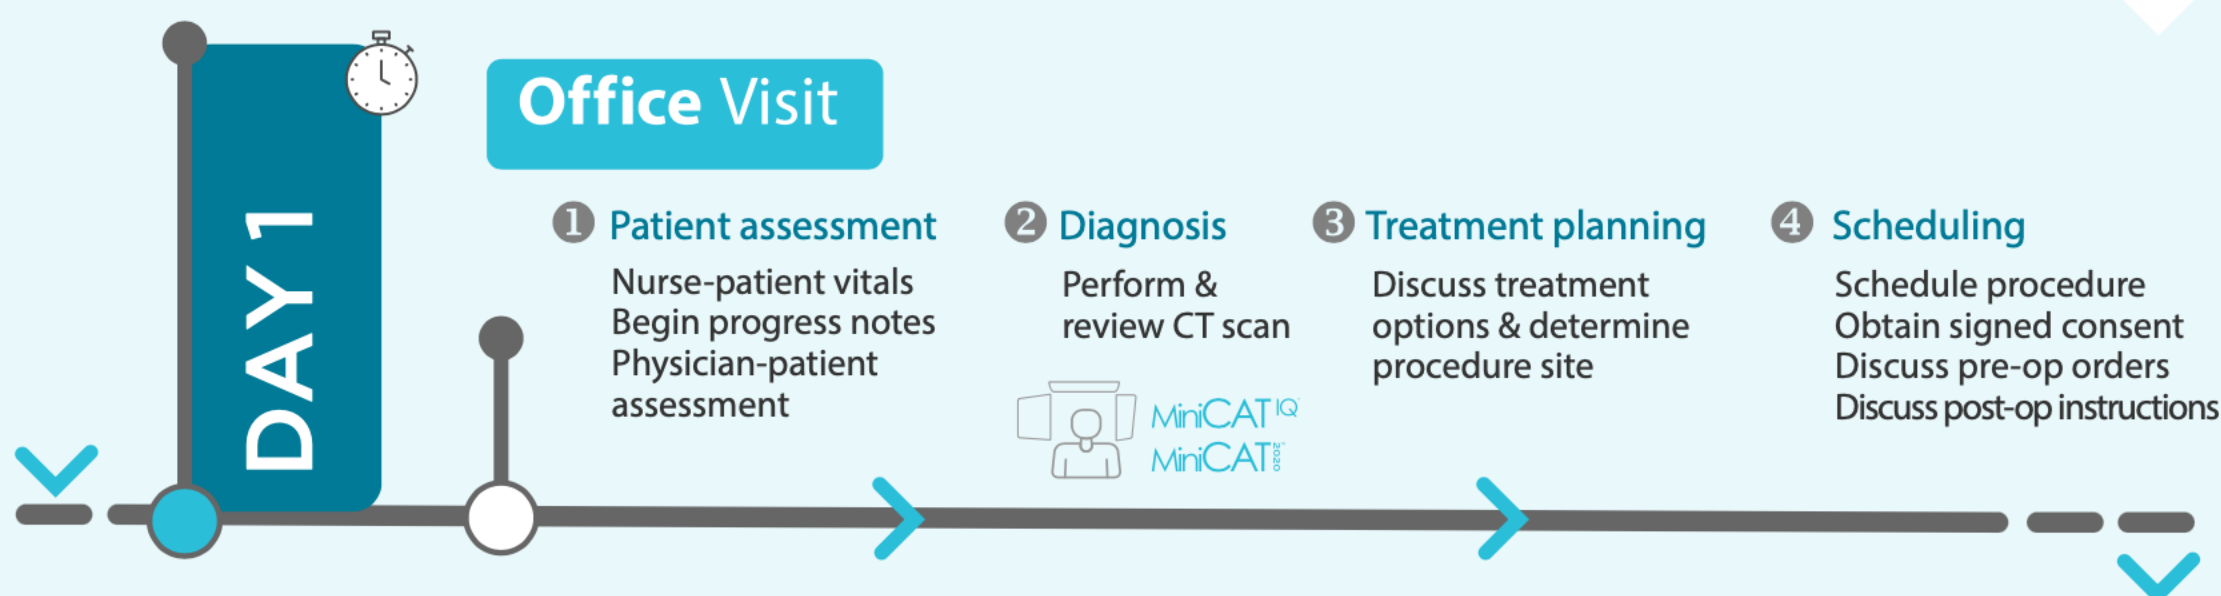 DAY 1
Office Visit
1 Patient assessment
Nurse-patient vitals
Begin progress notes
Physician-patient
assessment
2 Diagnosis
Perform &
review CT scan
MiniCAT IQ
MiniCAT 2020
3 Treatment planning
Discuss treatment
options & determine
procedure site
4 Scheduling
Schedule procedure
Obtain signed consent
Discuss pre-op orders
Discuss post-op instructions